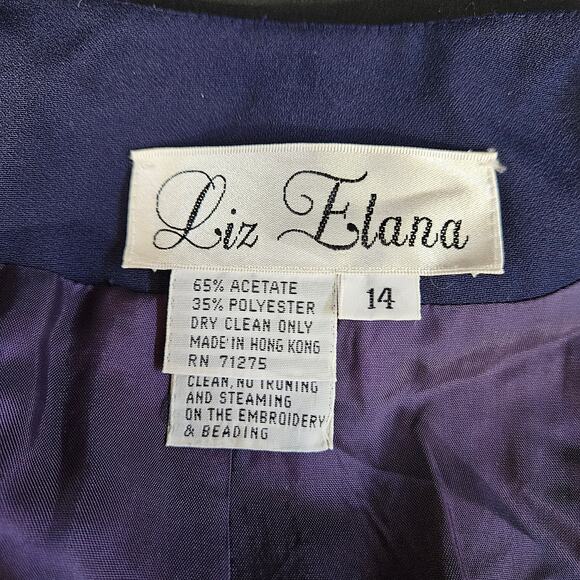 Liz Elana
65% ACETATE
35% POLYESTER
DRY CLEAN ONLY
MADE IN HONG KONG
RN 71275
14
CLEAN, NO IRONING
AND STEAMING
ON THE EMBROIDERY
& BEADING